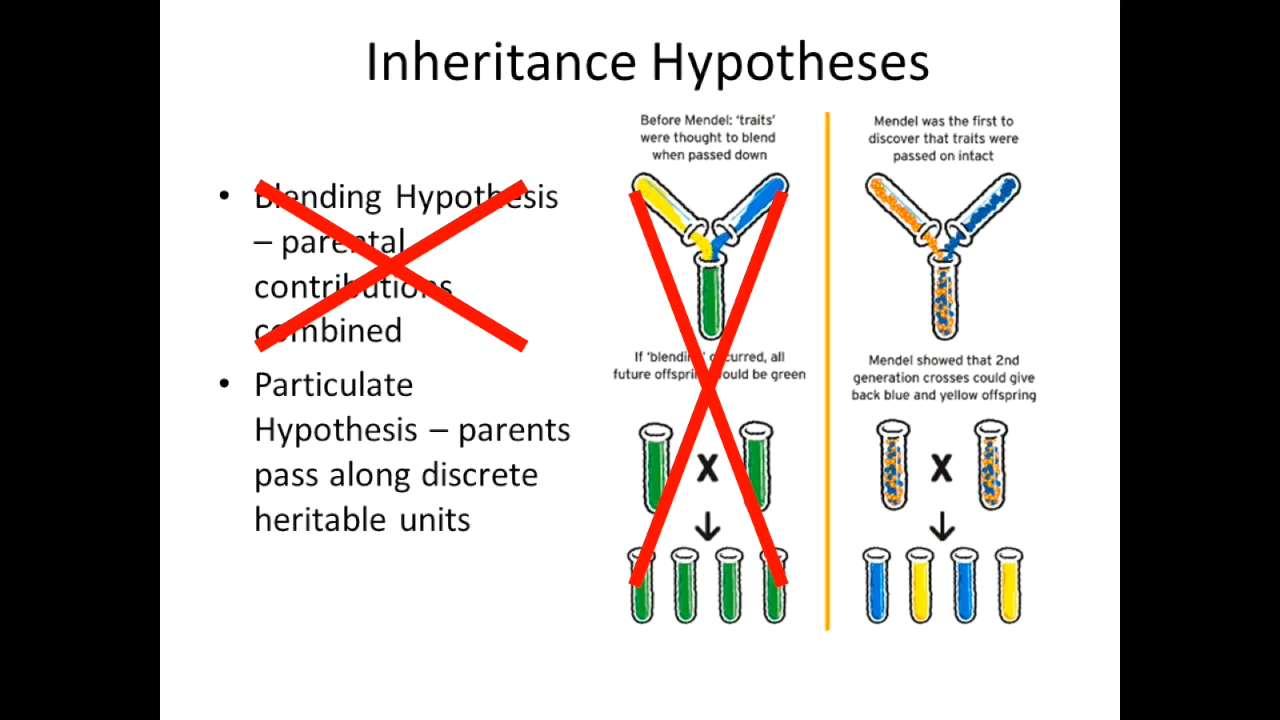 Inheritance Hypotheses
• Blending Hypothesis
– parental
contributions
combined
• Particulate
Hypothesis – parents
pass along discrete
heritable units
Before Mendel: 'traits'
were thought to blend
when passed down
If 'blending' occurred, all
future offspring would be green
X
Mendel was the first to
discover that traits were
passed on intact
Mendel showed that 2nd
generation crosses could give
back blue and yellow offspring
X